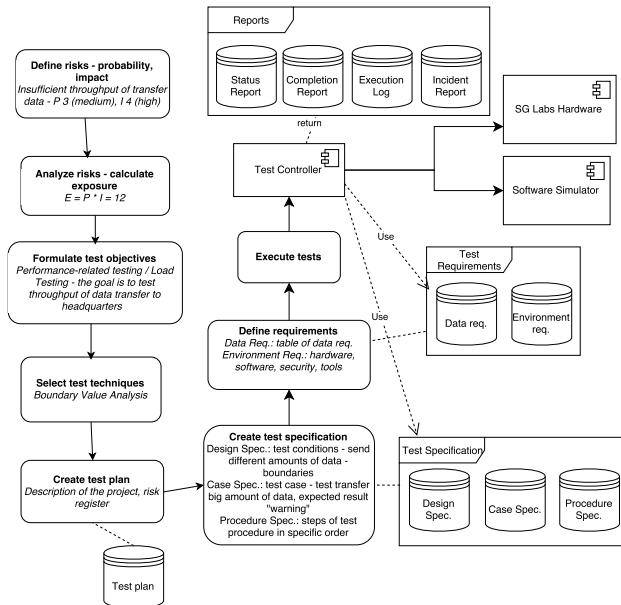 Define risks - probability,
impact
Insufficient throughput of transfer
data - P 3 (medium), I 4 (high)
Analyze risks - calculate
exposure
E = P * I = 12
Formulate test objectives
Performance-related testing / Load
Testing - the goal is to test
throughput of data transfer to
headquarters
Select test techniques
Boundary Value Analysis
Create test plan
Description of the project, risk
register
Test plan
Reports
Status
Report
Completion
Report
Execution
Log
Incident
Report
return
Test Controller
SG Labs Hardware
Software Simulator
Execute tests
Use
Use
Test
Requirements
Data req.
Environment
req.
Define requirements
Data Req.: table of data req.
Environment Req.: hardware,
software, security, tools
Create test specification
Design Spec.: test conditions - send
different amounts of data -
boundaries
Case Spec.: test case - test transfer
big amount of data, expected result
"warning"
Procedure Spec.: steps of test
procedure in specific order
Test Specification
Design
Spec.
Case Spec.
Procedure
Spec.